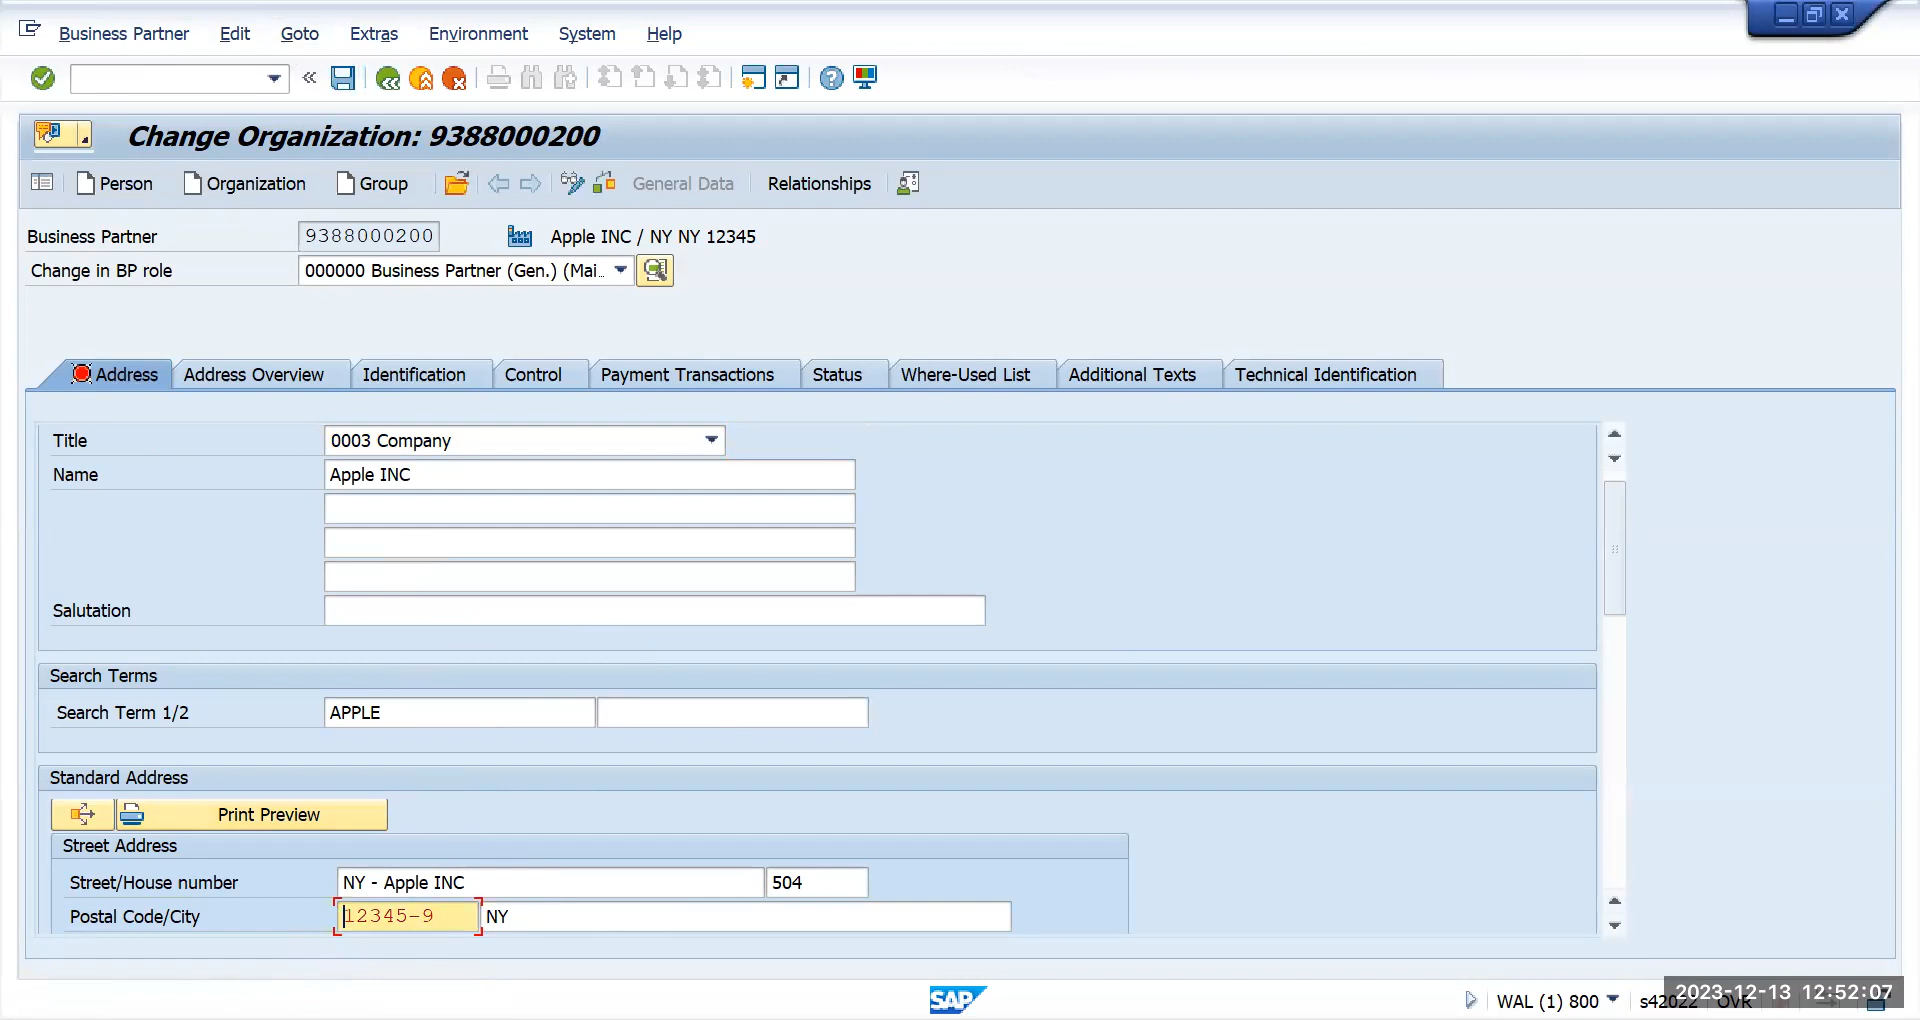 Business Partner Edit Goto Extras Environment System Help
Change Organization: 9388000200
Person Organization Group General Data Relationships
Business Partner 9388000200 Apple INC / NY NY 12345
Change in BP role 000000 Business Partner (Gen.) (Mai...
Address Address Overview Identification Control Payment Transactions Status Where-Used List Additional Texts Technical Identification
Title 0003 Company
Name Apple INC
Salutation
Search Terms
Search Term 1/2 APPLE
Standard Address
Print Preview
Street Address
Street/House number NY - Apple INC 504
Postal Code/City 12345-9 NY
SAP WAL (1) 800 s42022 OVR
2023-12-13 12:52:07